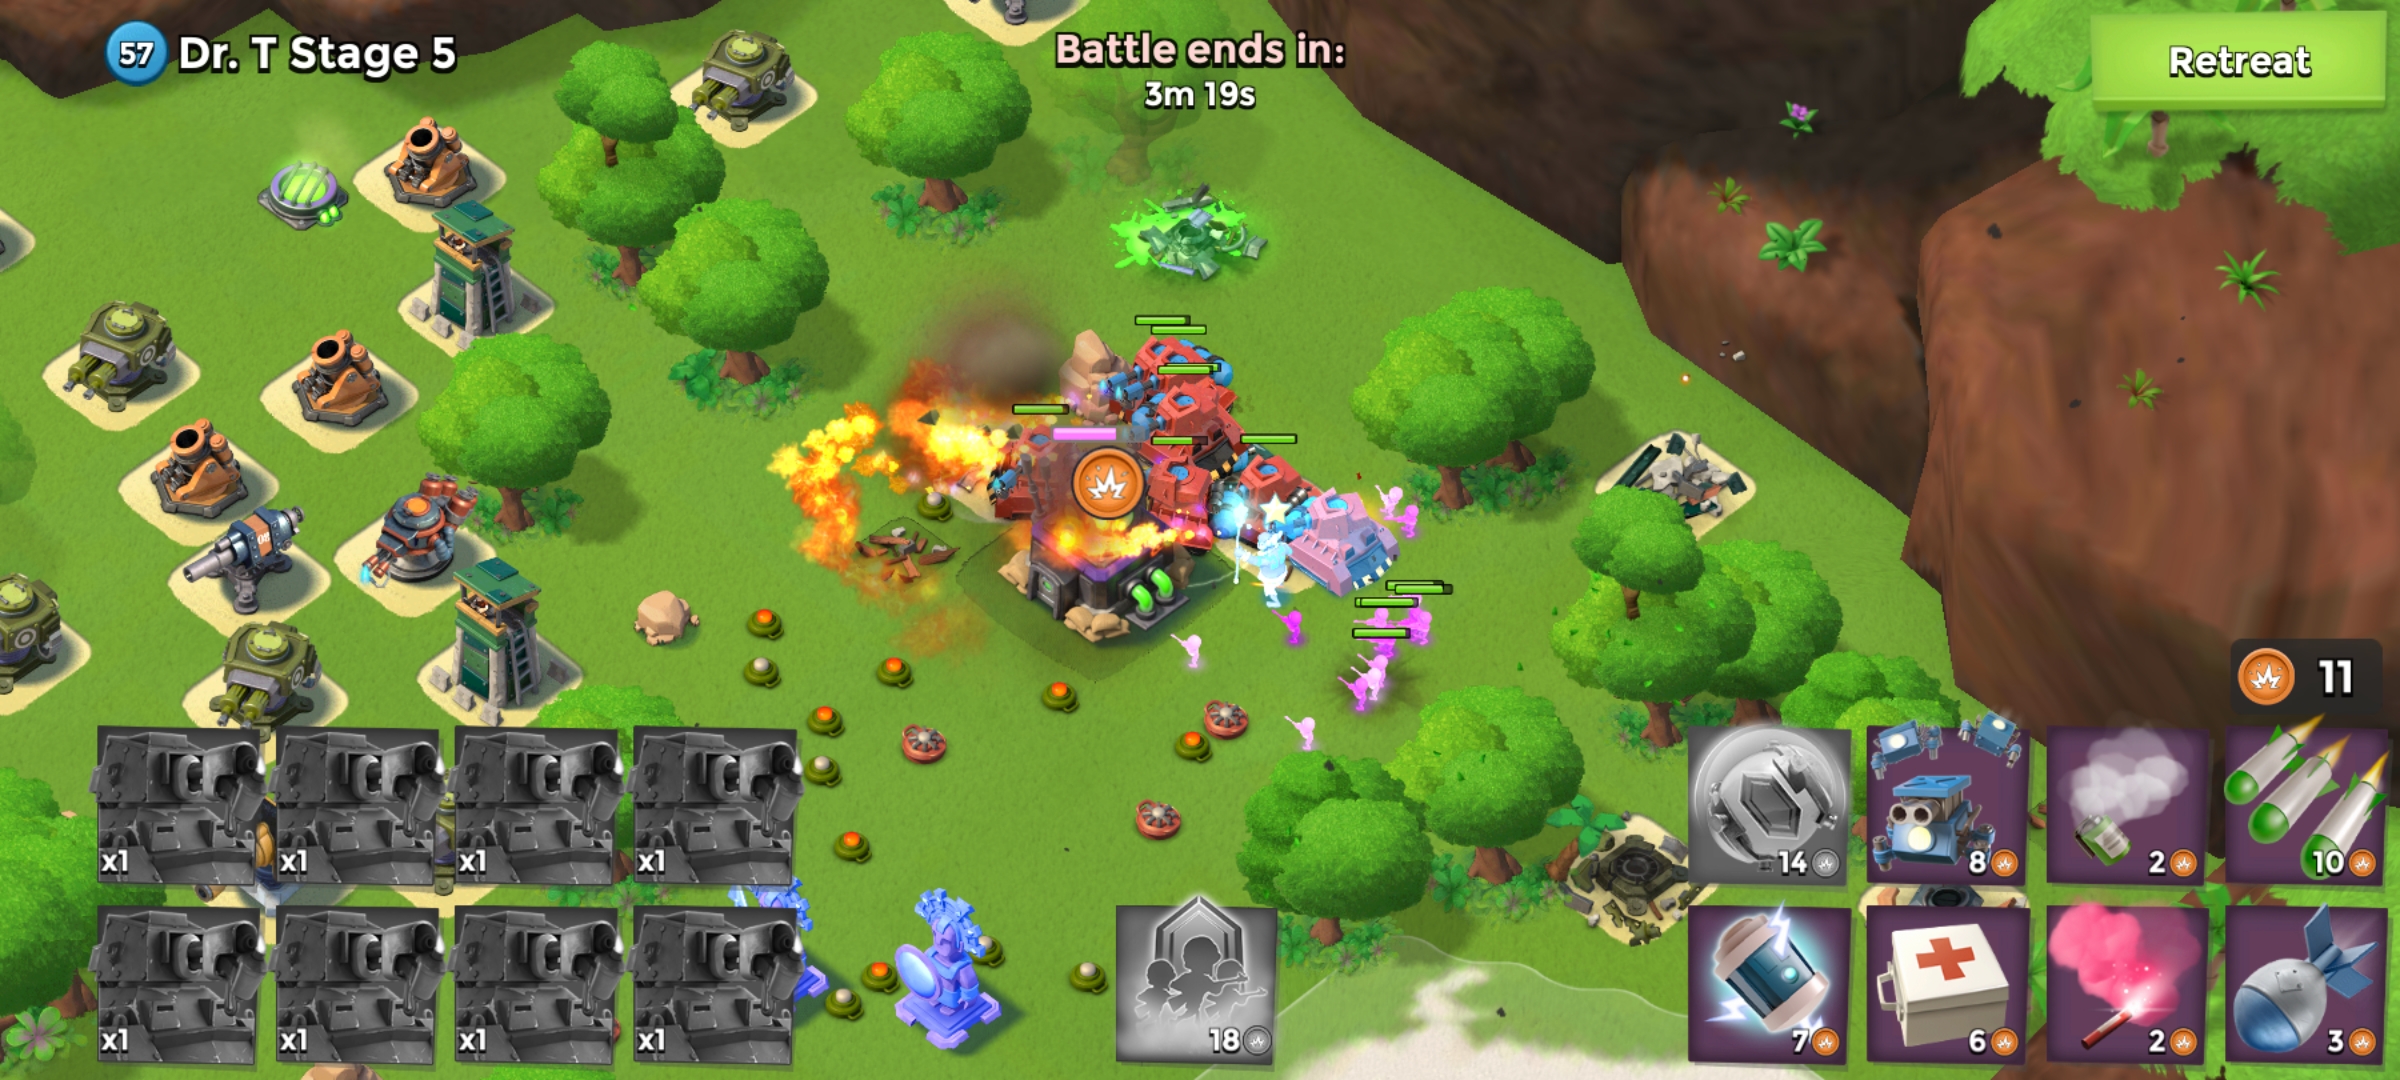 57 Dr. T Stage 5
Battle ends in:
3m 19s
Retreat
11
x1 x1 x1 x1
14 8 2 10
x1 x1 x1 x1
18
7 6 2 3